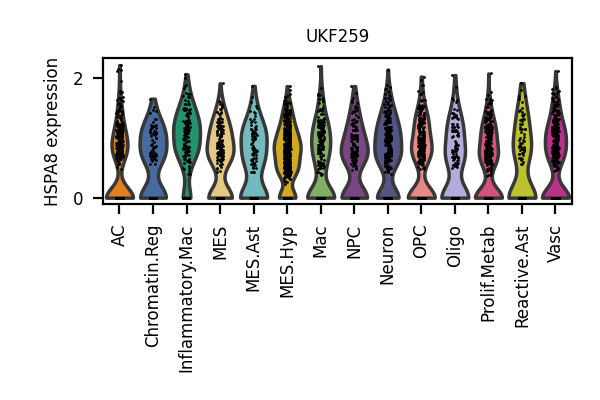 UKF259
HSPA8 expression
2
0
AC
Chromatin.Reg
Inflammatory.Mac
MES
MES.Ast
MES.Hyp
Mac
NPC
Neuron
OPC
Oligo
Prolif.Metab
Reactive.Ast
Vasc